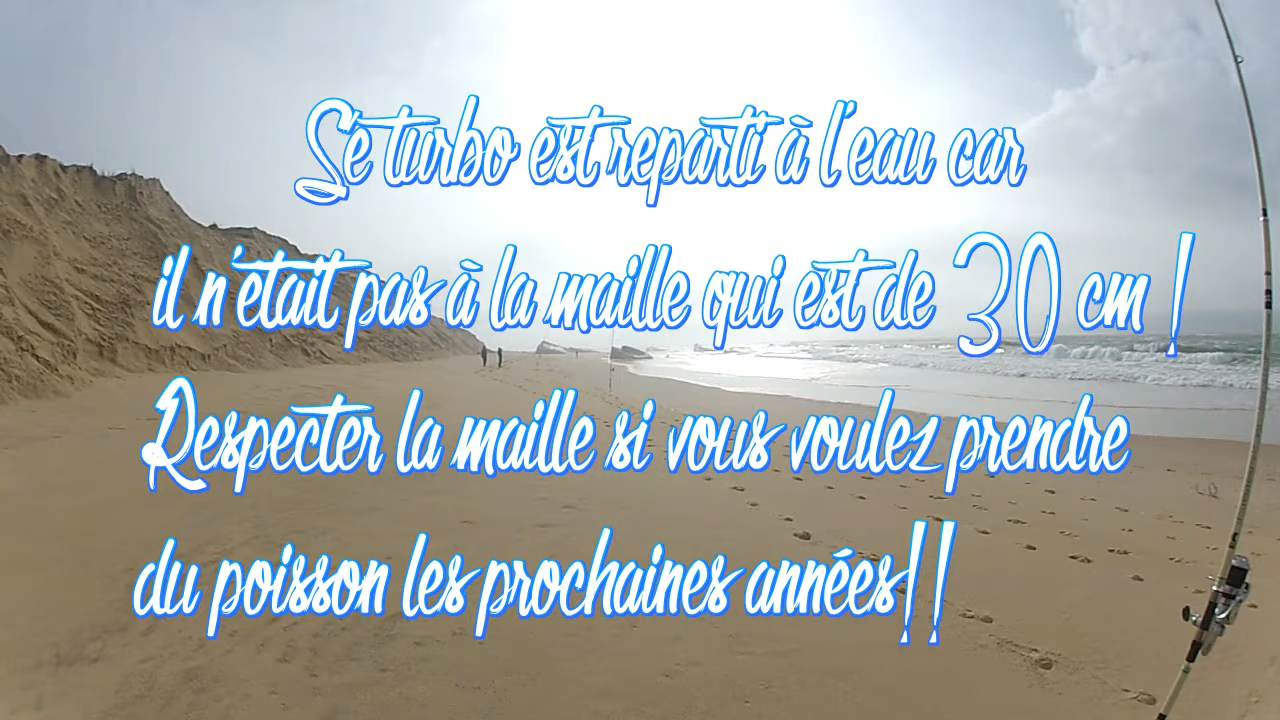 Se turbo est reparti à l'eau car
il n'était pas à la maille qui est de 30 cm !
Respecter la maille si vous voulez prendre
du poisson les prochaines années!!